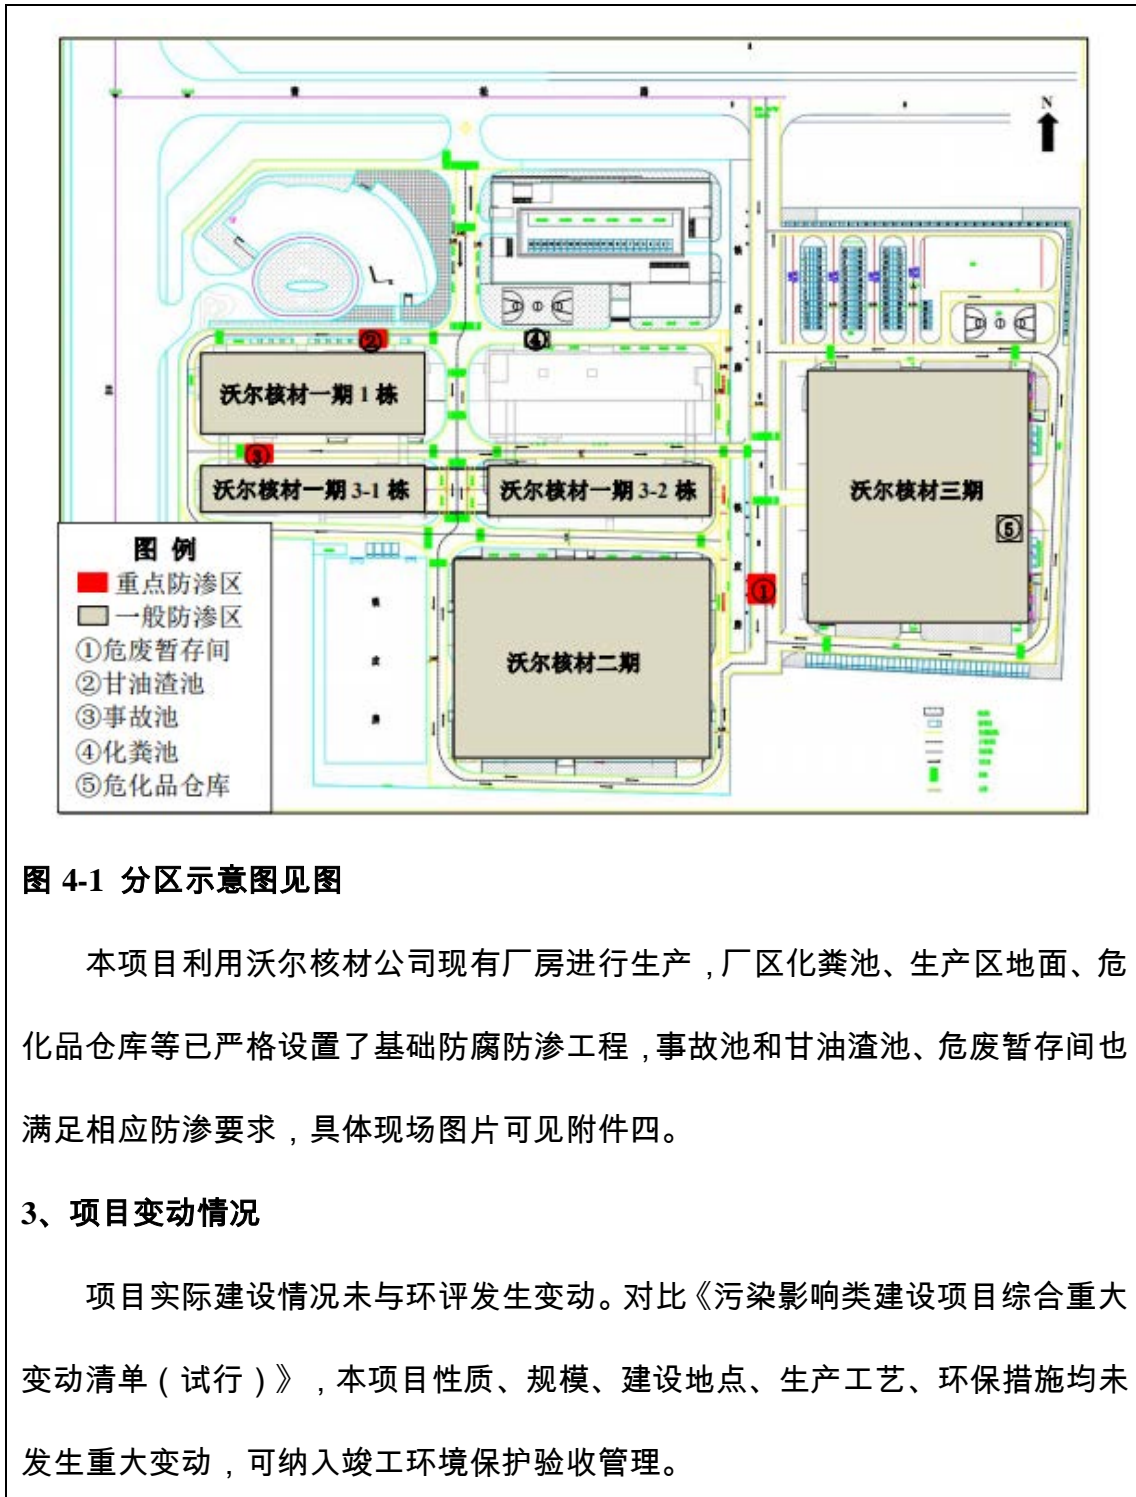 N
②
④
沃尔核材一期 1 栋
③
沃尔核材一期 3-1 栋
沃尔核材一期 3-2 栋
沃尔核材三期
⑤
①
沃尔核材二期
图 例
重点防渗区
一般防渗区
①危废暂存间
②甘油渣池
③事故池
④化粪池
⑤危化品仓库
图 4-1 分区示意图见图
本项目利用沃尔核材公司现有厂房进行生产，厂区化粪池、生产区地面、危
化品仓库等已严格设置了基础防腐防渗工程，事故池和甘油渣池、危废暂存间也
满足相应防渗要求，具体现场图片可见附件四。
3、项目变动情况
项目实际建设情况未与环评发生变动。对比《污染影响类建设项目综合重大
变动清单（试行）》，本项目性质、规模、建设地点、生产工艺、环保措施均未
发生重大变动，可纳入竣工环境保护验收管理。